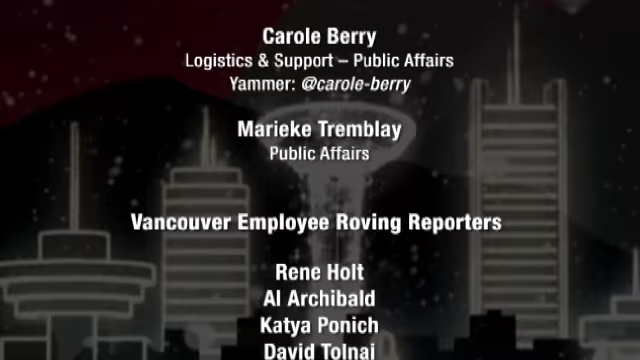 Carole Berry
Logistics & Support – Public Affairs
Yammer: @carole-berry
Marieke Tremblay
Public Affairs
Vancouver Employee Roving Reporters
Rene Holt
Al Archibald
Katya Ponich
David Tolnai